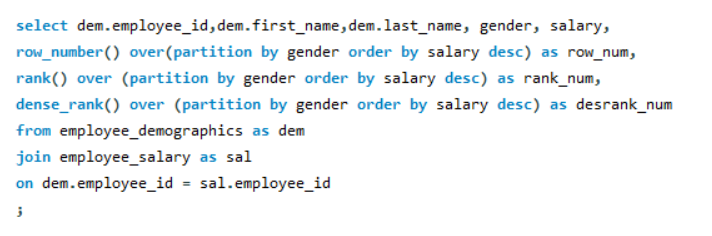 select dem.employee_id,dem.first_name,dem.last_name, gender, salary,
row_number() over(partition by gender order by salary desc) as row_num,
rank() over (partition by gender order by salary desc) as rank_num,
dense_rank() over (partition by gender order by salary desc) as desrank_num
from employee_demographics as dem
join employee_salary as sal
on dem.employee_id = sal.employee_id
;